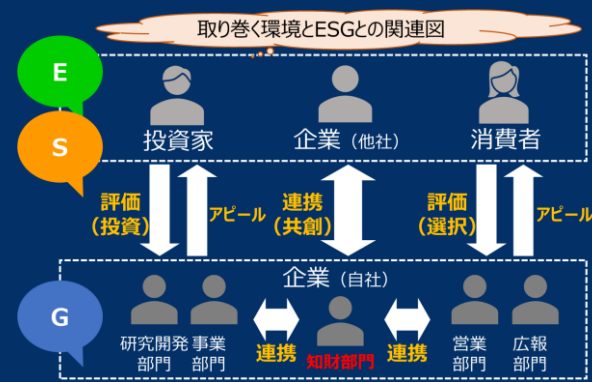 取り巻く環境とESGとの関連図
E
S
投資家
企業（他社）
消費者
評価
（投資）
アピール
連携
（共創）
評価
（選択）
アピール
G
企業（自社）
研究開発
部門
事業
部門
連携
知財部門
連携
営業
部門
広報
部門